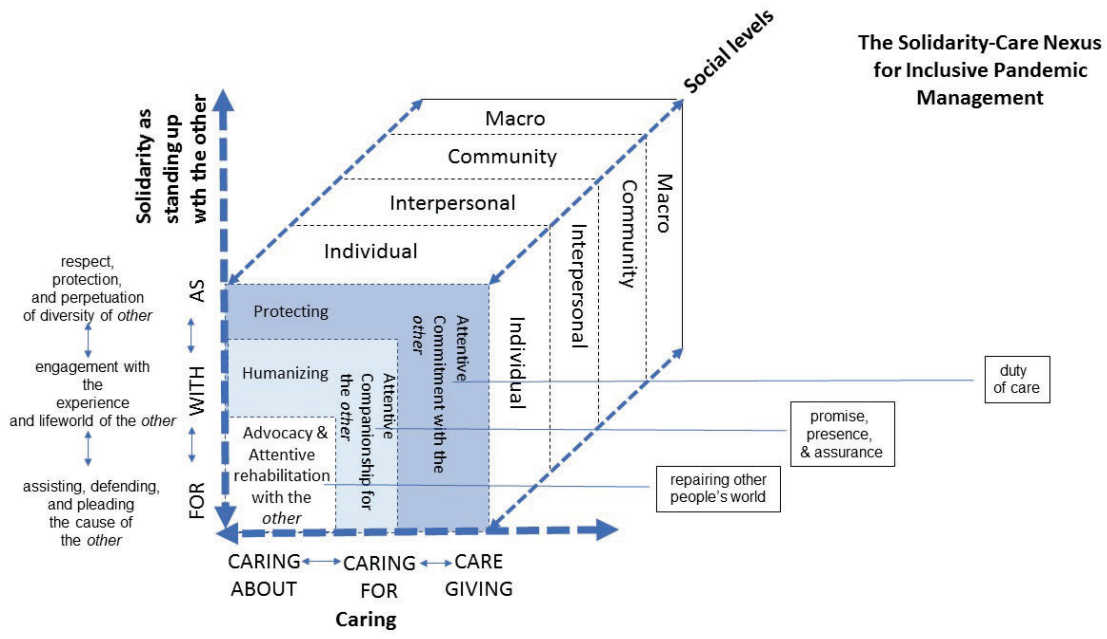 The Solidarity-Care Nexus
for Inclusive Pandemic
Management
Social levels
Solidarity as
standing up
wth the other
Macro
Community
Interpersonal
Individual
Macro
Community
Interpersonal
Individual
respect,
protection,
and perpetuation
of diversity of other
engagement with
the
experience
and lifeworld of the other
assisting, defending,
and pleading
the cause of
the other
AS
WITH
FOR
Protecting
Attentive
Commitment with the
other
Humanizing
Attentive
Companionship for
the other
Advocacy &
Attentive
rehabilitation
with the
other
duty
of care
promise,
presence,
& assurance
repairing other
people's world
CARING
ABOUT
CARING
FOR
CARE
GIVING
Caring